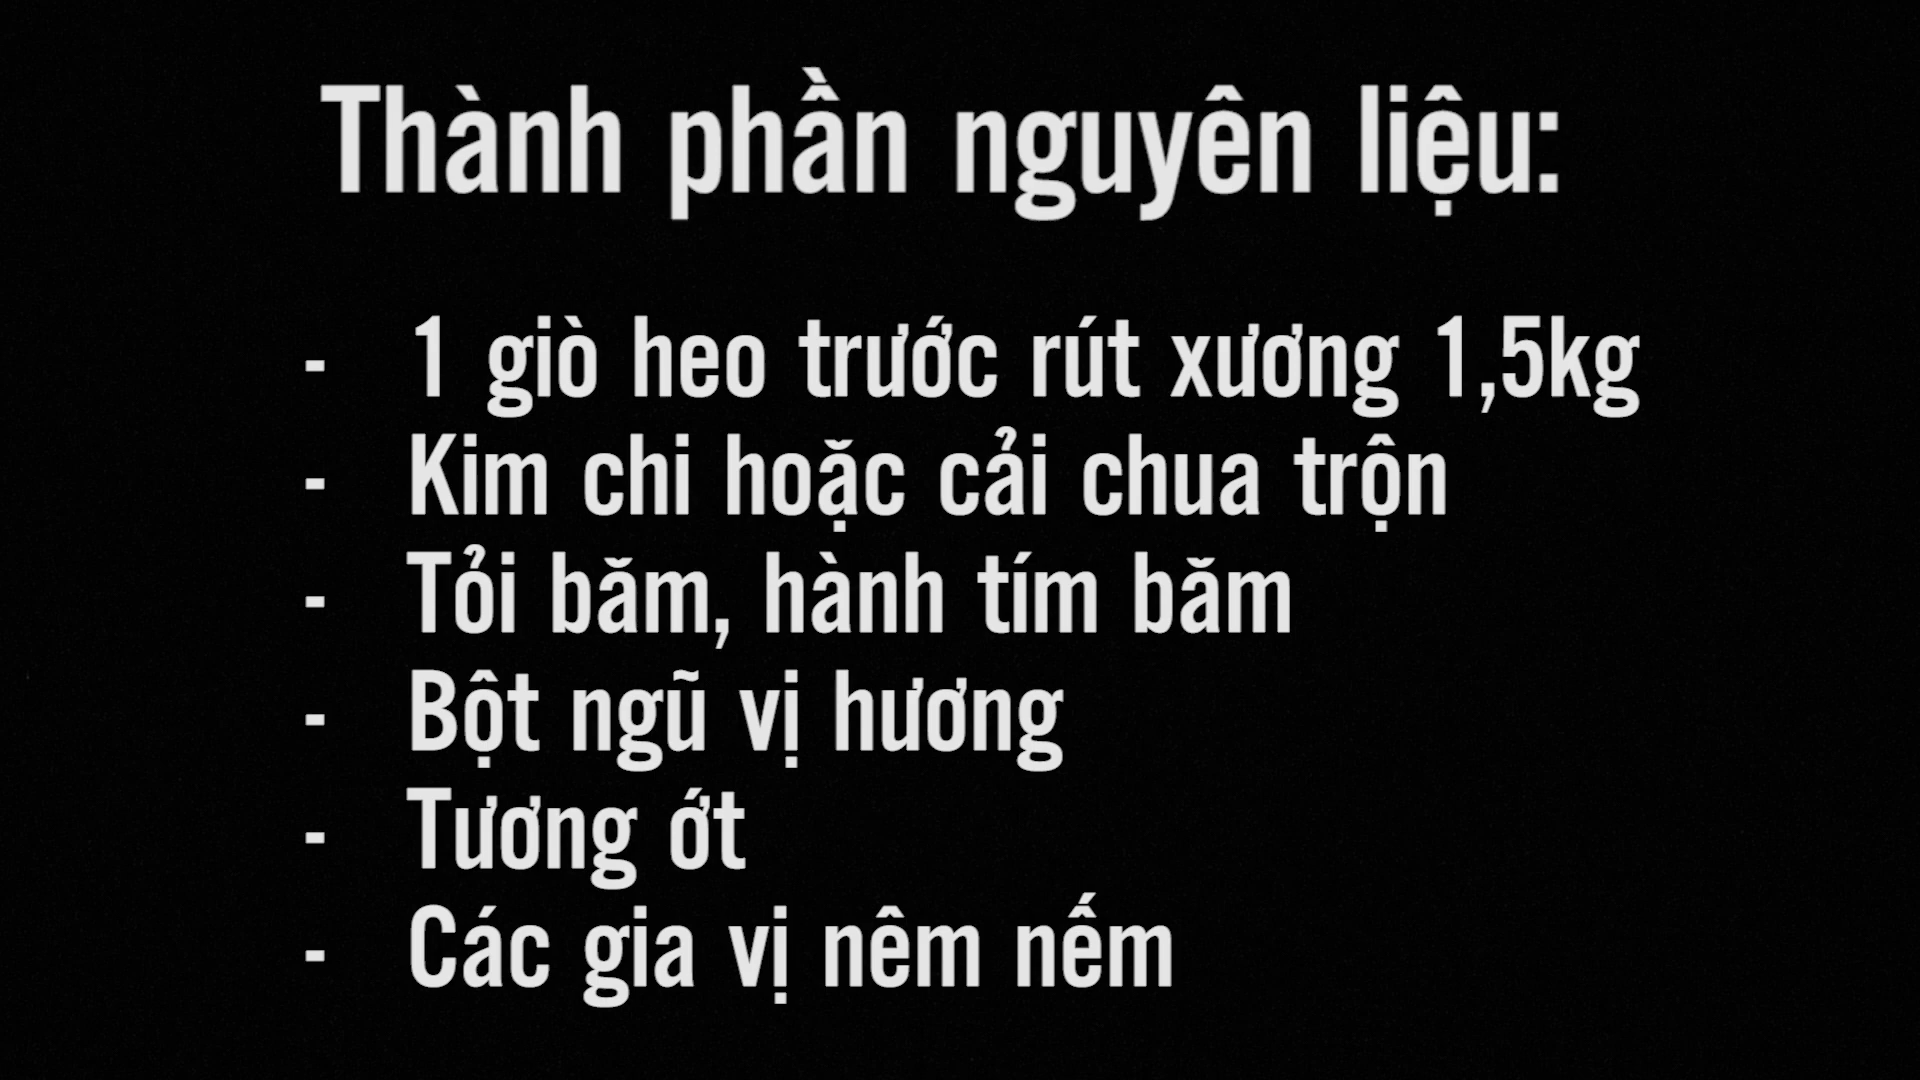 Thành phần nguyên liệu:
- 1 giò heo trước rút xương 1,5kg
- Kim chi hoặc cải chua trộn
- Tỏi băm, hành tím băm
- Bột ngũ vị hương
- Tương ớt
- Các gia vị nêm nếm